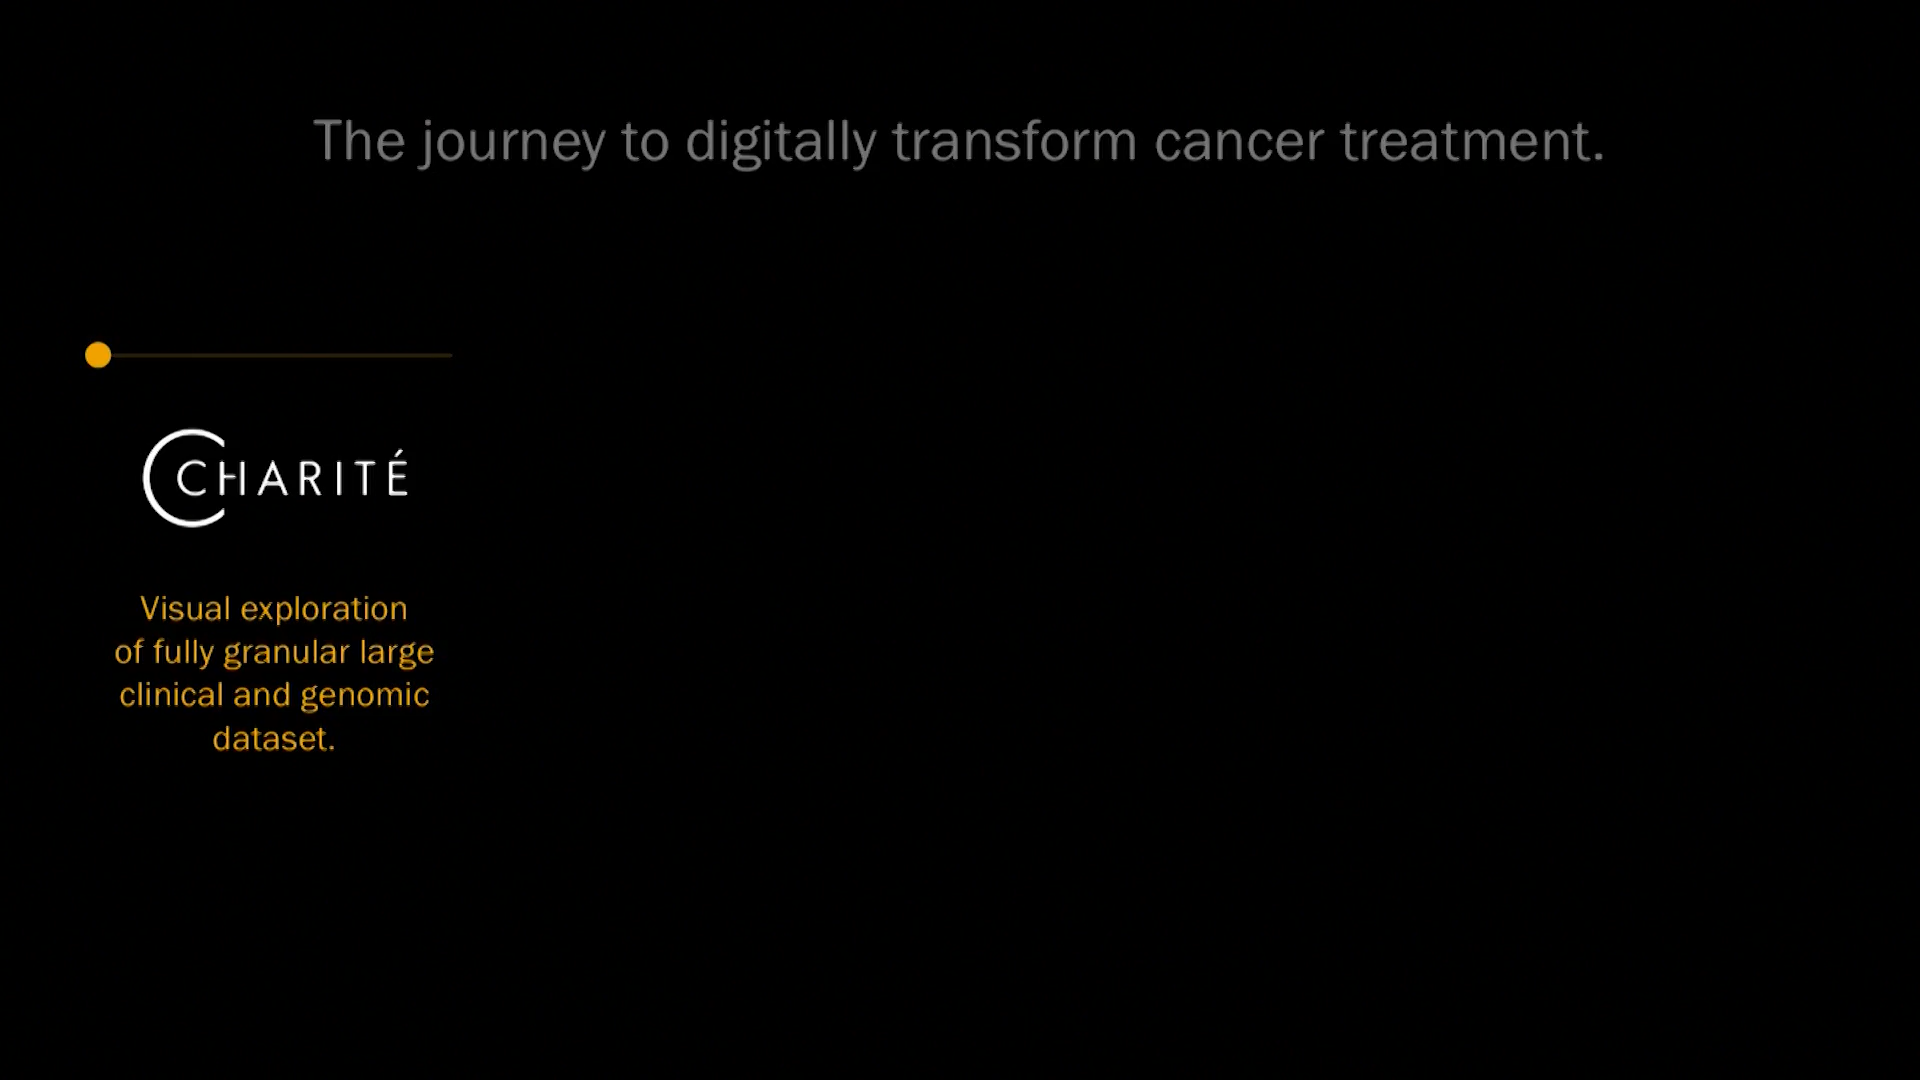 The journey to digitally transform cancer treatment.
CHARITÉ
Visual exploration
of fully granular large
clinical and genomic
dataset.